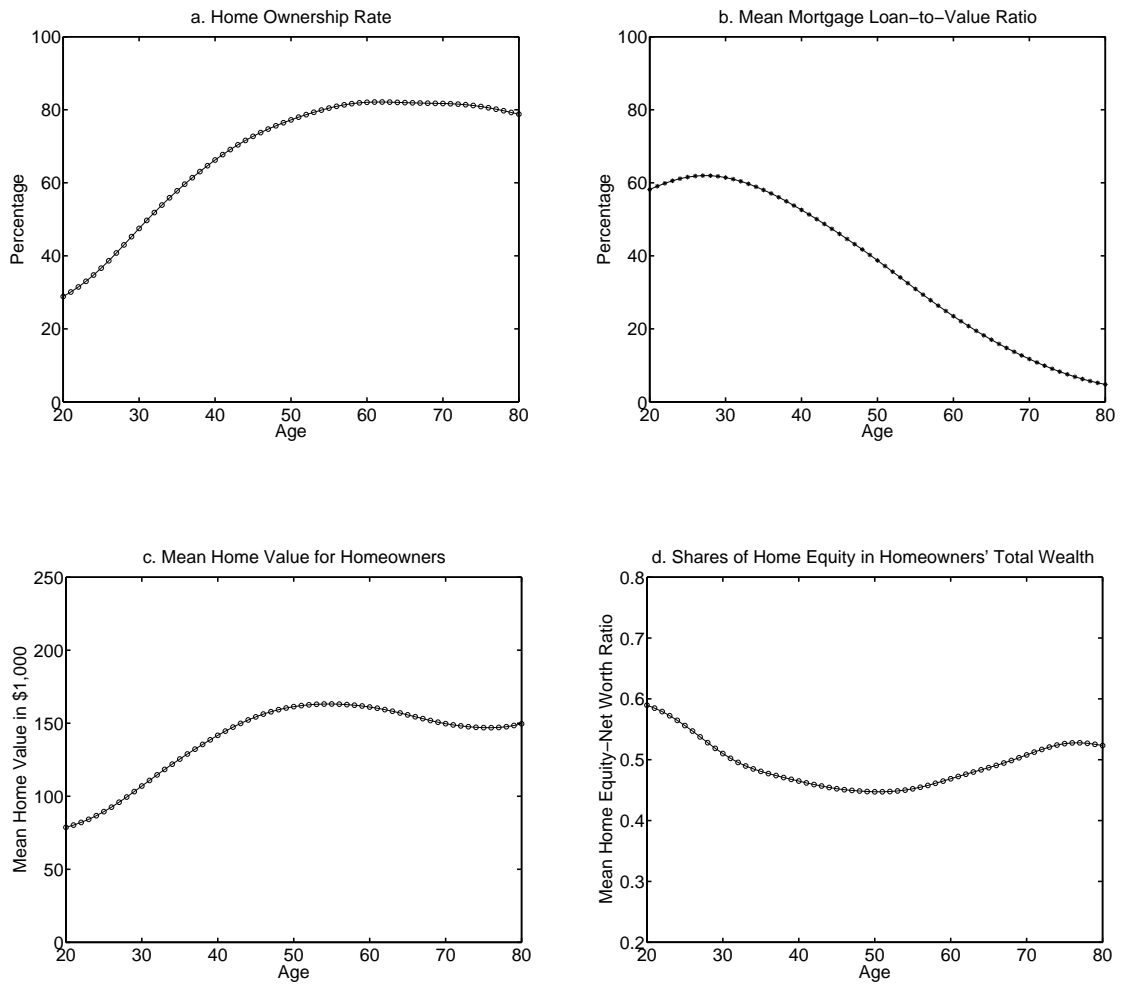 a. Home Ownership Rate
100
80
60
40
20
0
Percentage
20 30 40 50 60 70 80
Age
b. Mean Mortgage Loan−to−Value Ratio
100
80
60
40
20
0
Percentage
20 30 40 50 60 70 80
Age
c. Mean Home Value for Homeowners
250
200
150
100
50
0
Mean Home Value in $1,000
20 30 40 50 60 70 80
Age
d. Shares of Home Equity in Homeowners' Total Wealth
0.8
0.7
0.6
0.5
0.4
0.3
0.2
Mean Home Equity−Net Worth Ratio
20 30 40 50 60 70 80
Age